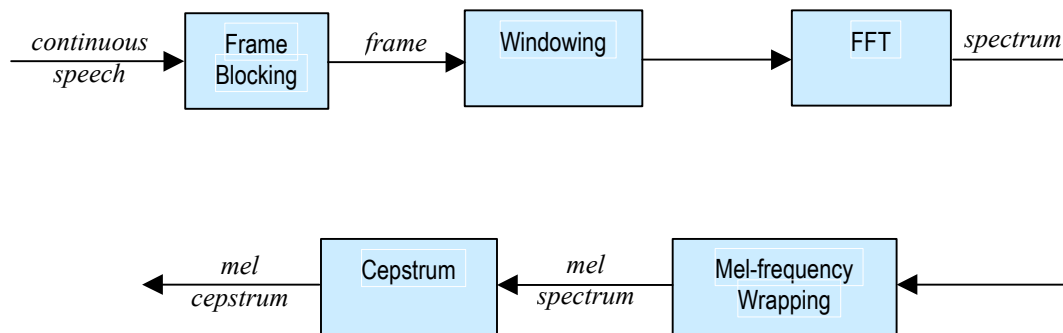 continuous
speech
Frame
Blocking
frame
Windowing
FFT
spectrum
mel
cepstrum
Cepstrum
mel
spectrum
Mel-frequency
Wrapping